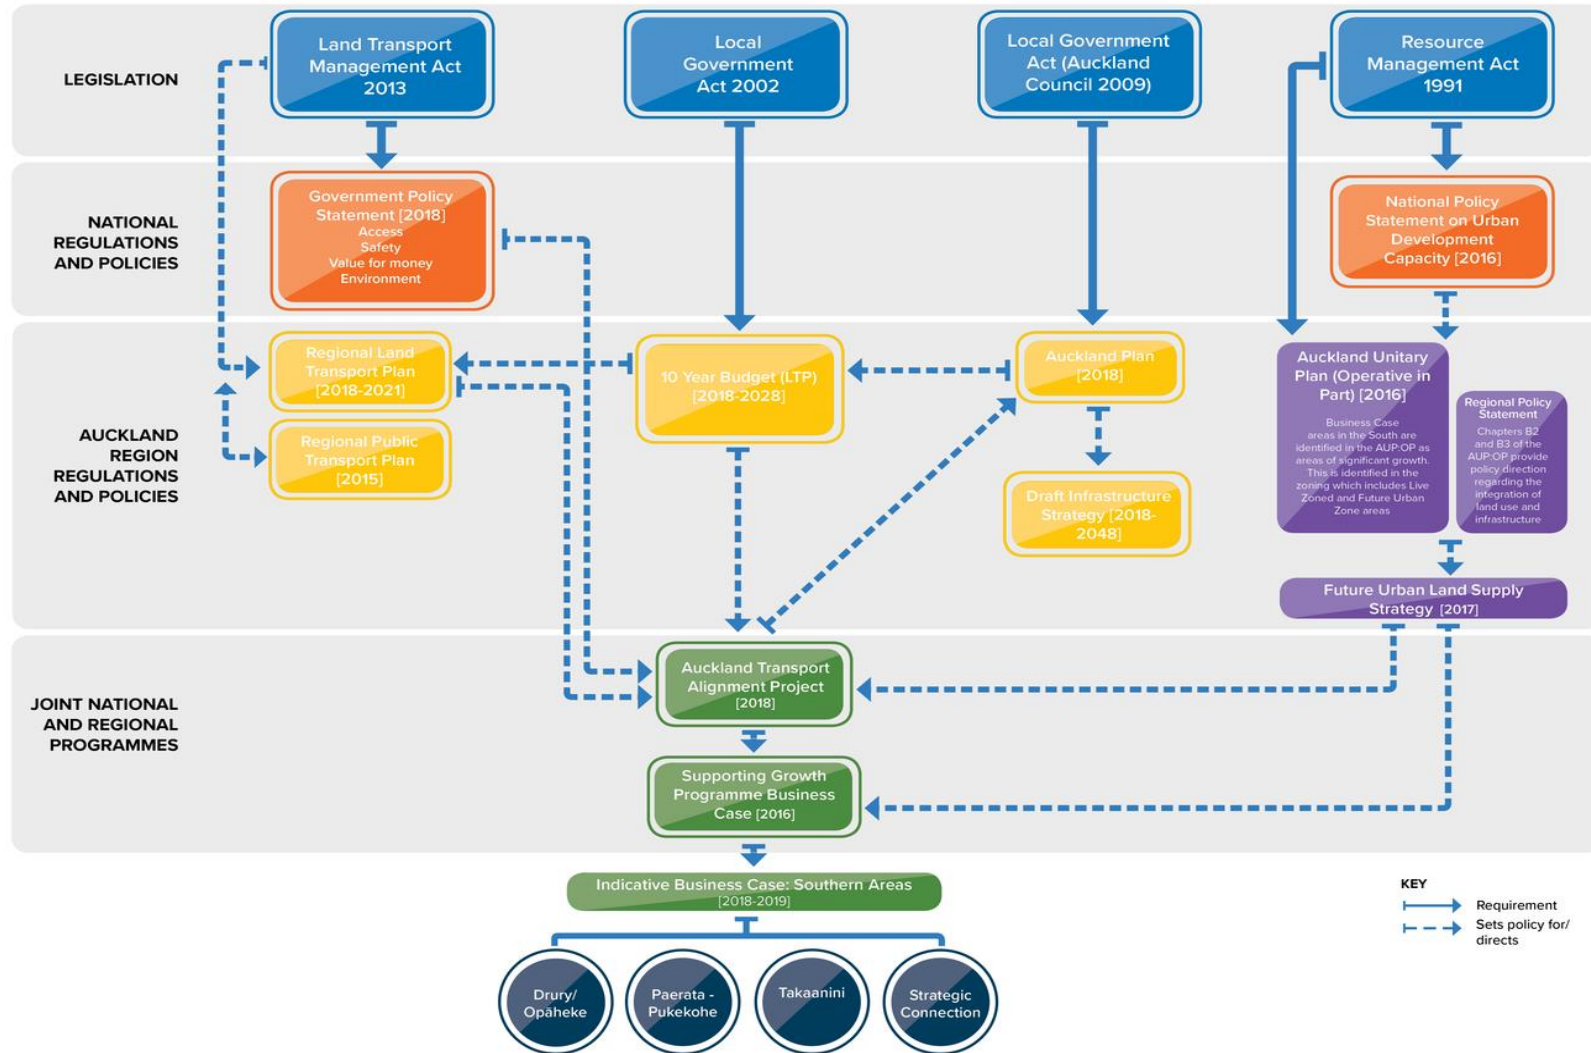 LEGISLATION
Land Transport
Management Act
2013
Local
Government
Act 2002
Local Government
Act (Auckland
Council 2009)
Resource
Management Act
1991
NATIONAL
REGULATIONS
AND POLICIES
Government Policy
Statement [2018]
Access
Safety
Value for money
Environment
National Policy
Statement on Urban
Development
Capacity [2016]
AUCKLAND
REGION
REGULATIONS
AND POLICIES
Regional Land
Transport Plan
[2018-2021]
Regional Public
Transport Plan
[2015]
10 Year Budget (LTP)
[2018-2028]
Auckland Plan
[2018]
Draft Infrastructure
Strategy [2018-
2048]
Auckland Unitary
Plan (Operative in
Part) [2016]
Business Case
areas in the South are
identified in the AUP:OP as
areas of significant growth.
This is identified in the
zoning which includes Live
Zoned and Future Urban
Zone areas
Regional Policy
Statement
Chapters B2
and B3 of the
AUP:OP provide
policy direction
regarding the
integration of
land use and
infrastructure
Future Urban Land Supply
Strategy [2017]
JOINT NATIONAL
AND REGIONAL
PROGRAMMES
Auckland Transport
Alignment Project
[2018]
Supporting Growth
Programme Business
Case [2016]
Indicative Business Case: Southern Areas
[2018-2019]
Drury/
Opāheke
Paerata -
Pukekohe
Takaanini
Strategic
Connection
KEY
Requirement
Sets policy for/
directs